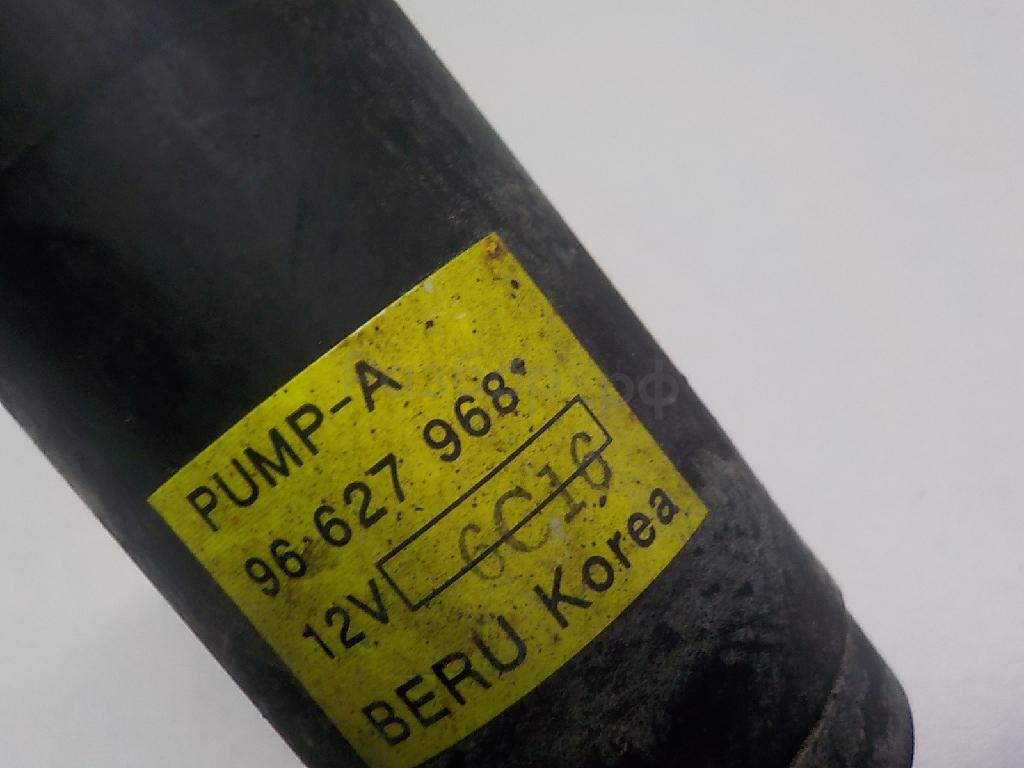 PUMP-A
96 627 968
12V 6C16
BERU Korea